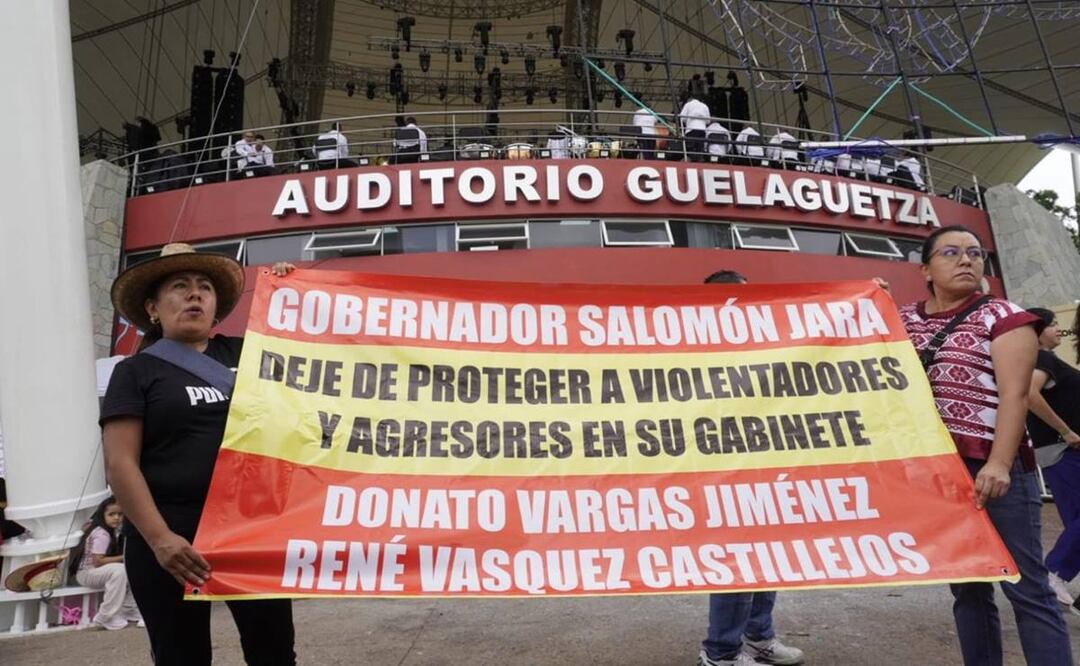 AUDITORIO GUELAGUETZA
GOBERNADOR SALOMÓN JARA
DEJE DE PROTEGER A VIOLENTADORES
Y AGRESORES EN SU GABINETE
DONATO VARGAS JIMÉNEZ
RENÉ VASQUEZ CASTILLEJOS